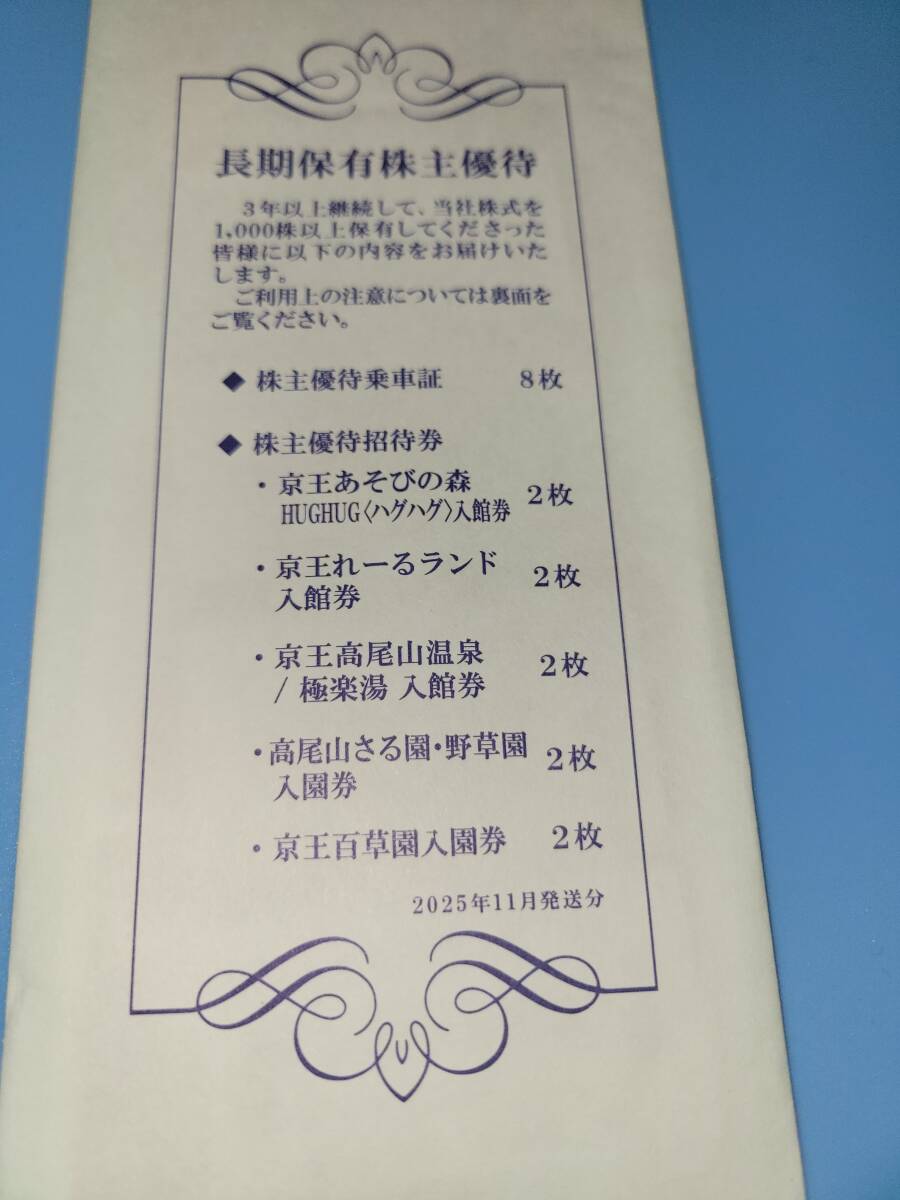 長期保有株主優待
3年以上継続して、当社株式を
1,000株以上保有してくださった
皆様に以下の内容をお届けいた
します。
ご利用上の注意については裏面を
ご覧ください。
◆ 株主優待乗車証 8枚
◆ 株主優待招待券
・京王あそびの森 2枚
HUGHUG〈ハグハグ〉入館券
・京王れーるランド 2枚
入館券
・京王高尾山温泉 2枚
/ 極楽湯 入館券
・高尾山さる園・野草園 2枚
入園券
・京王百草園入園券 2枚
2025年11月発送分